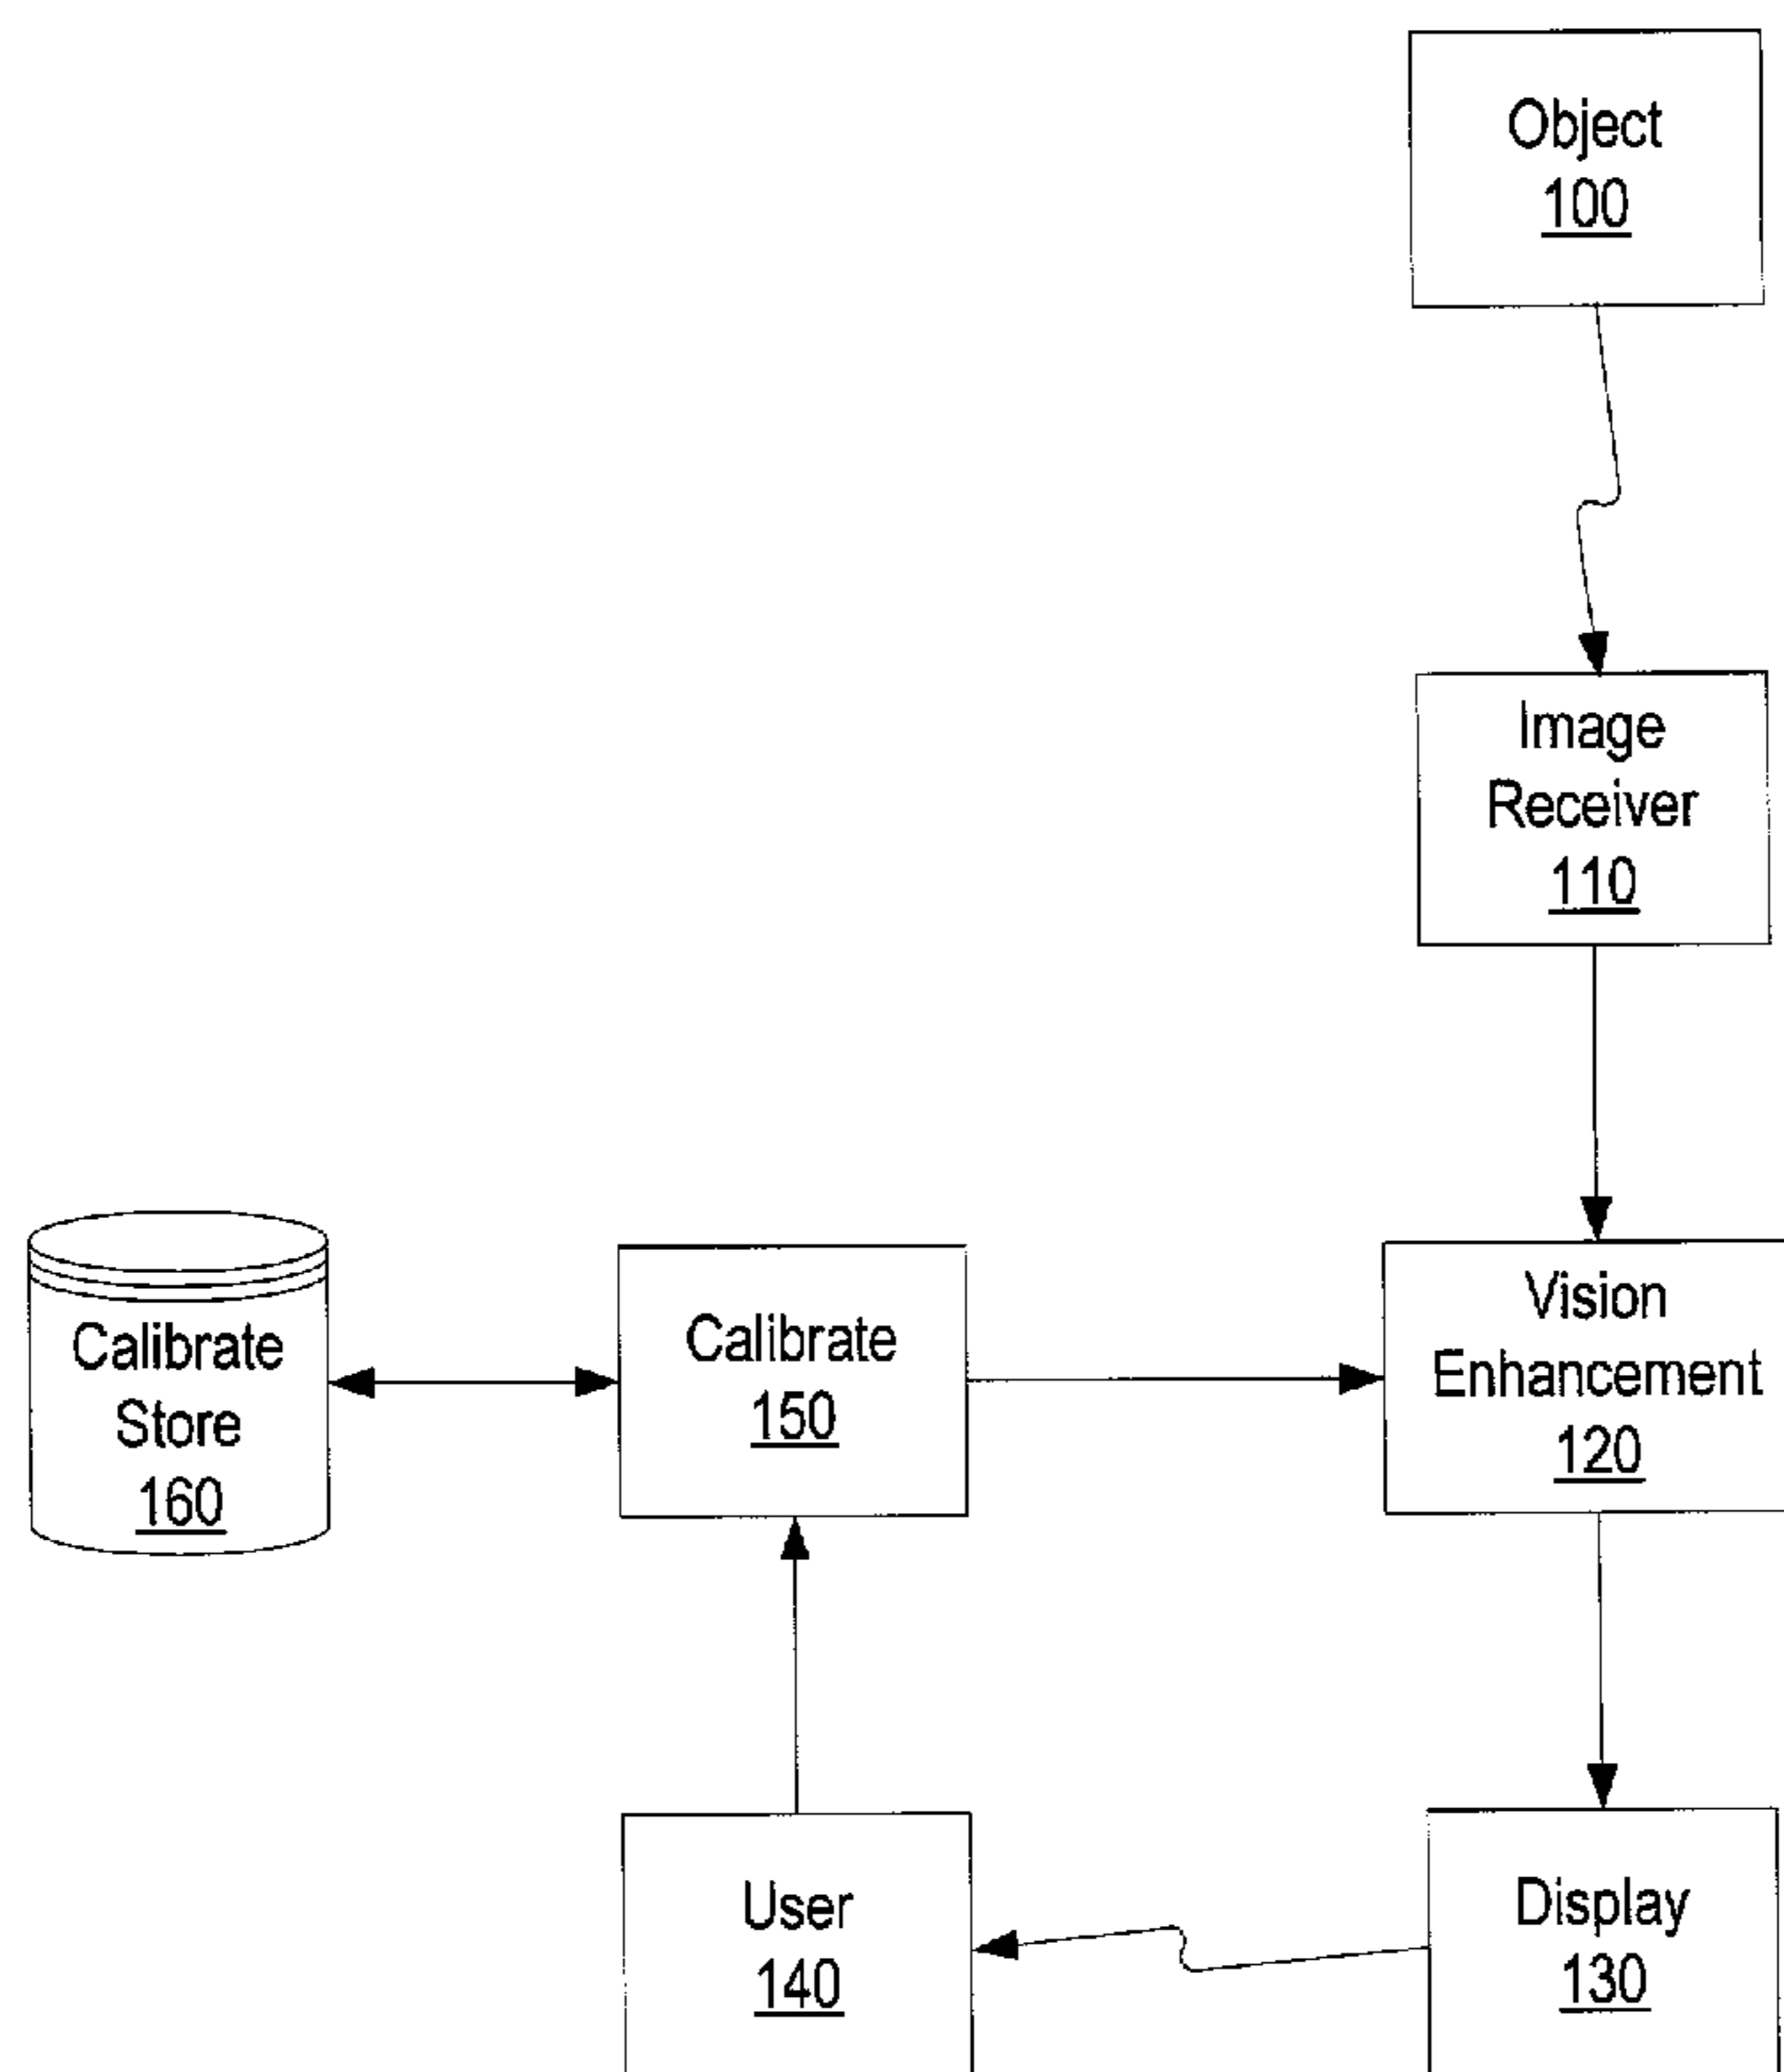 Object
100
Image
Receiver
110
Vision
Enhancement
120
Calibrate
150
Calibrate
Store
160
User
140
Display
130